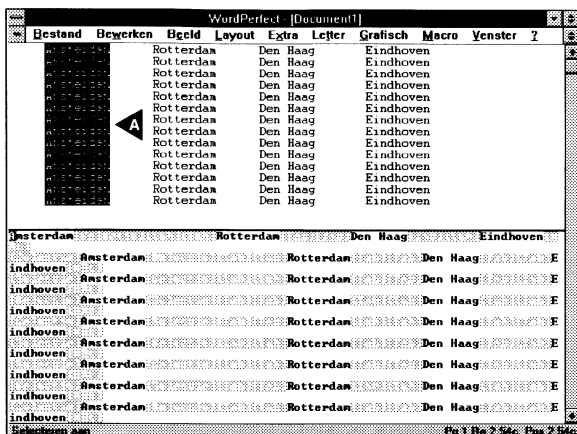 WordPerfect - [Document1]
Bestand Bewerken Beeld Layout Extra Letter Grafisch Macro Venster ?
Rotterdam Den Haag Eindhoven
Rotterdam Den Haag Eindhoven
Rotterdam Den Haag Eindhoven
Rotterdam Den Haag Eindhoven
Rotterdam Den Haag Eindhoven
Rotterdam Den Haag Eindhoven
A Rotterdam Den Haag Eindhoven
Rotterdam Den Haag Eindhoven
Rotterdam Den Haag Eindhoven
Rotterdam Den Haag Eindhoven
Rotterdam Den Haag Eindhoven
Rotterdam Den Haag Eindhoven
Rotterdam Den Haag Eindhoven
Rotterdam Den Haag Eindhoven
Amsterdam Rotterdam Den Haag Eindhoven
Amsterdam Rotterdam Den Haag E
indhoven
Amsterdam Rotterdam Den Haag E
indhoven
Amsterdam Rotterdam Den Haag E
indhoven
Amsterdam Rotterdam Den Haag E
indhoven
Amsterdam Rotterdam Den Haag E
indhoven
Amsterdam Rotterdam Den Haag E
indhoven
Amsterdam Rotterdam Den Haag E
indhoven
Amsterdam Rotterdam Den Haag E
indhoven
Selecteren aan